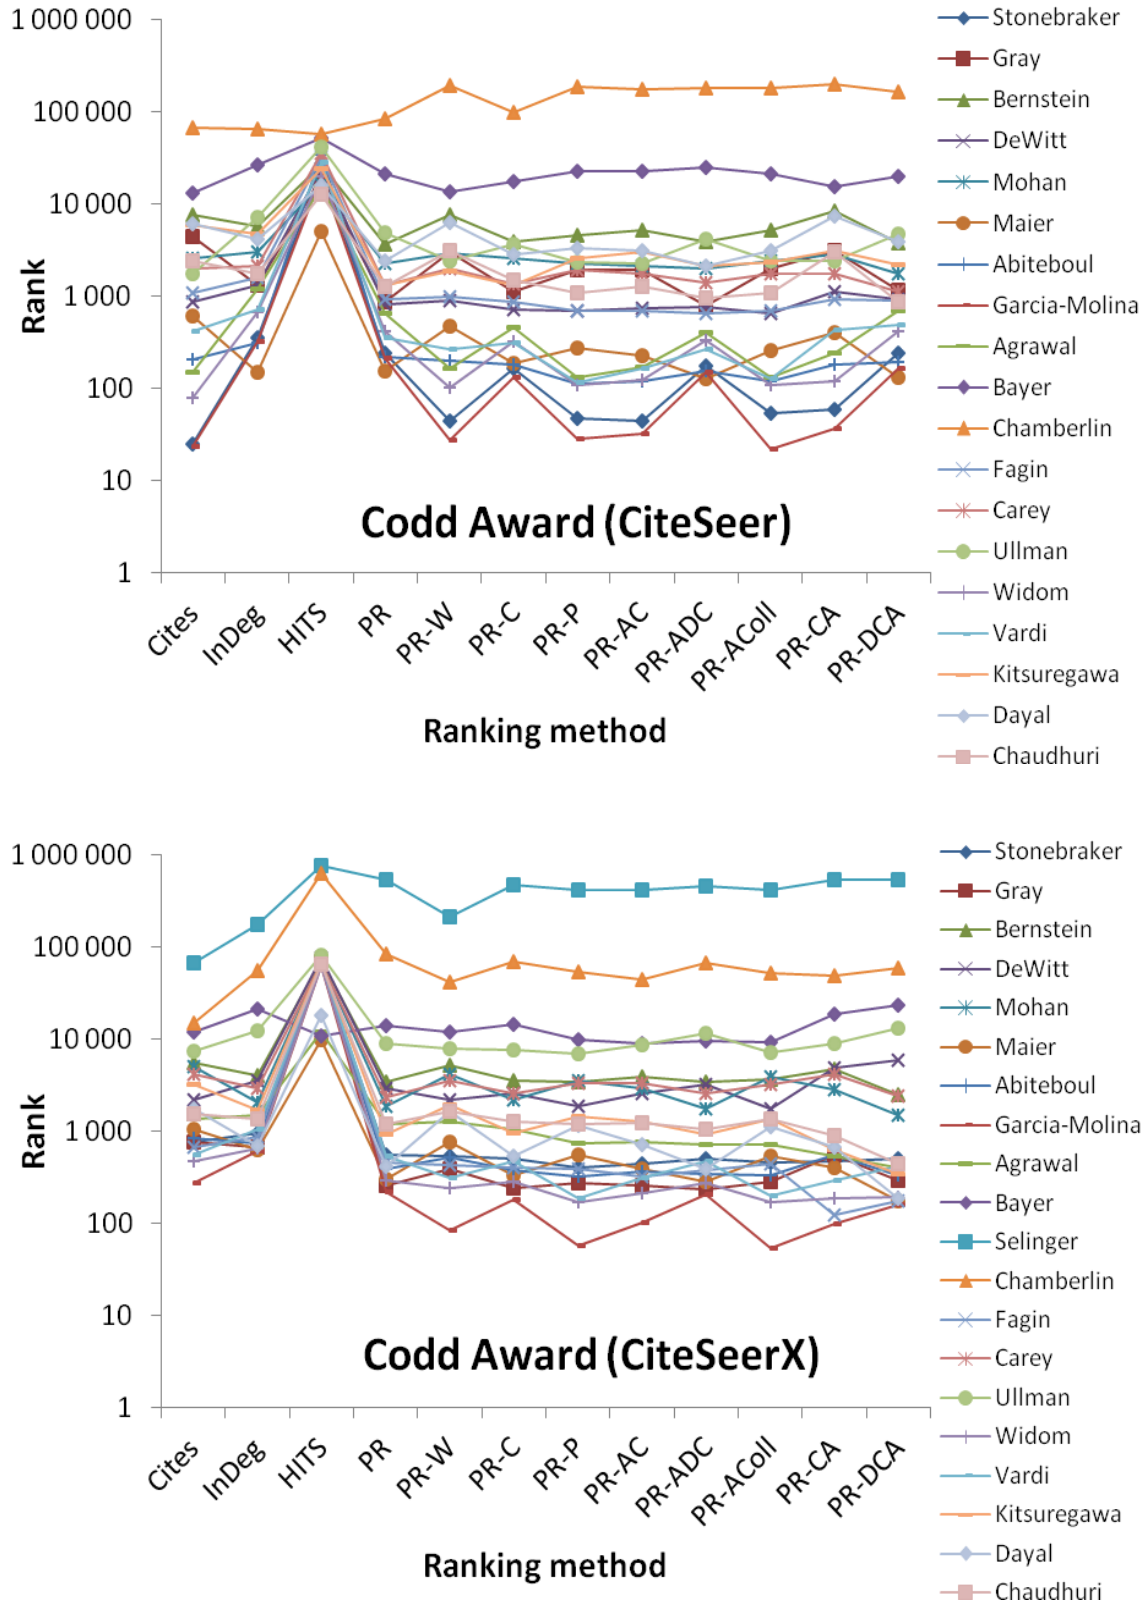 1 000 000
100 000
10 000
1 000
100
10
1
Rank
Codd Award (CiteSeer)
Cites
InDeg
HITS
PR
PR-W
PR-C
PR-P
PR-AC
PR-ADC
PR-AColl
PR-CA
PR-DCA
Ranking method
Stonebraker
Gray
Bernstein
DeWitt
Mohan
Maier
Abiteboul
Garcia-Molina
Agrawal
Bayer
Chamberlin
Fagin
Carey
Ullman
Widom
Vardi
Kitsuregawa
Dayal
Chaudhuri
1 000 000
100 000
10 000
1 000
100
10
1
Rank
Codd Award (CiteSeerX)
Cites
InDeg
HITS
PR
PR-W
PR-C
PR-P
PR-AC
PR-ADC
PR-AColl
PR-CA
PR-DCA
Ranking method
Stonebraker
Gray
Bernstein
DeWitt
Mohan
Maier
Abiteboul
Garcia-Molina
Agrawal
Bayer
Selinger
Chamberlin
Fagin
Carey
Ullman
Widom
Vardi
Kitsuregawa
Dayal
Chaudhuri